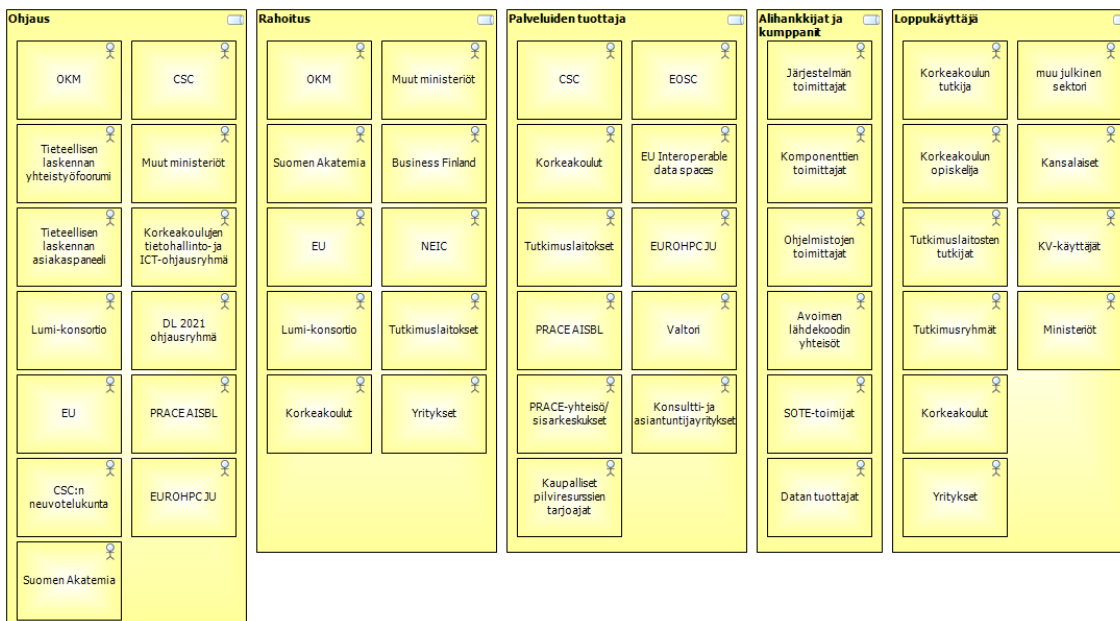 Ohjaus
OKM
CSC
Tieteellisen
laskennan
yhteistyöfoorumi
Muut ministeriöt
Tieteellisen
laskennan
asiakaspaneeli
Korkeakoulujen
tietohallinto-ja
ICT-ohjausryhmä
Lumi-konsortio
DL 2021
ohjausryhmä
EU
PRACE AISBL
CSC:n
neuvotelukunta
EUROHPC JU
Suomen Akatemia
Rahoitus
OKM
Muut ministeriöt
Suomen Akatemia
Business Finland
EU
NEIC
Lumi-konsortio
Tutkimuslaitokset
Korkeakoulut
Yritykset
Palveluiden tuottaja
CSC
EOSC
Korkeakoulut
EU Interoperable
data spaces
Tutkimuslaitokset
EUROHPC JU
PRACE AISBL
Valtori
PRACE-yhteisö/
sisarkeskukset
Konsultti-ja
asiantuntijayritykset
Kaupalliset
pilviresurssien
tarjoajat
Alihankkijat ja
kumppanit
Järjestelmän
toimittajat
Komponenttien
toimittajat
Ohjelmistojen
toimittajat
Avoimen
lähdekoodin
yhteisöt
SOTE-toimijat
Datan tuottajat
Loppukäyttäjä
Korkeakoulun
tutkija
muu julkinen
sektori
Korkeakoulun
opiskelija
Kansalaiset
Tutkimuslaitosten
tutkijat
KV-käyttäjät
Tutkimusryhmät
Ministeriöt
Korkeakoulut
Yritykset